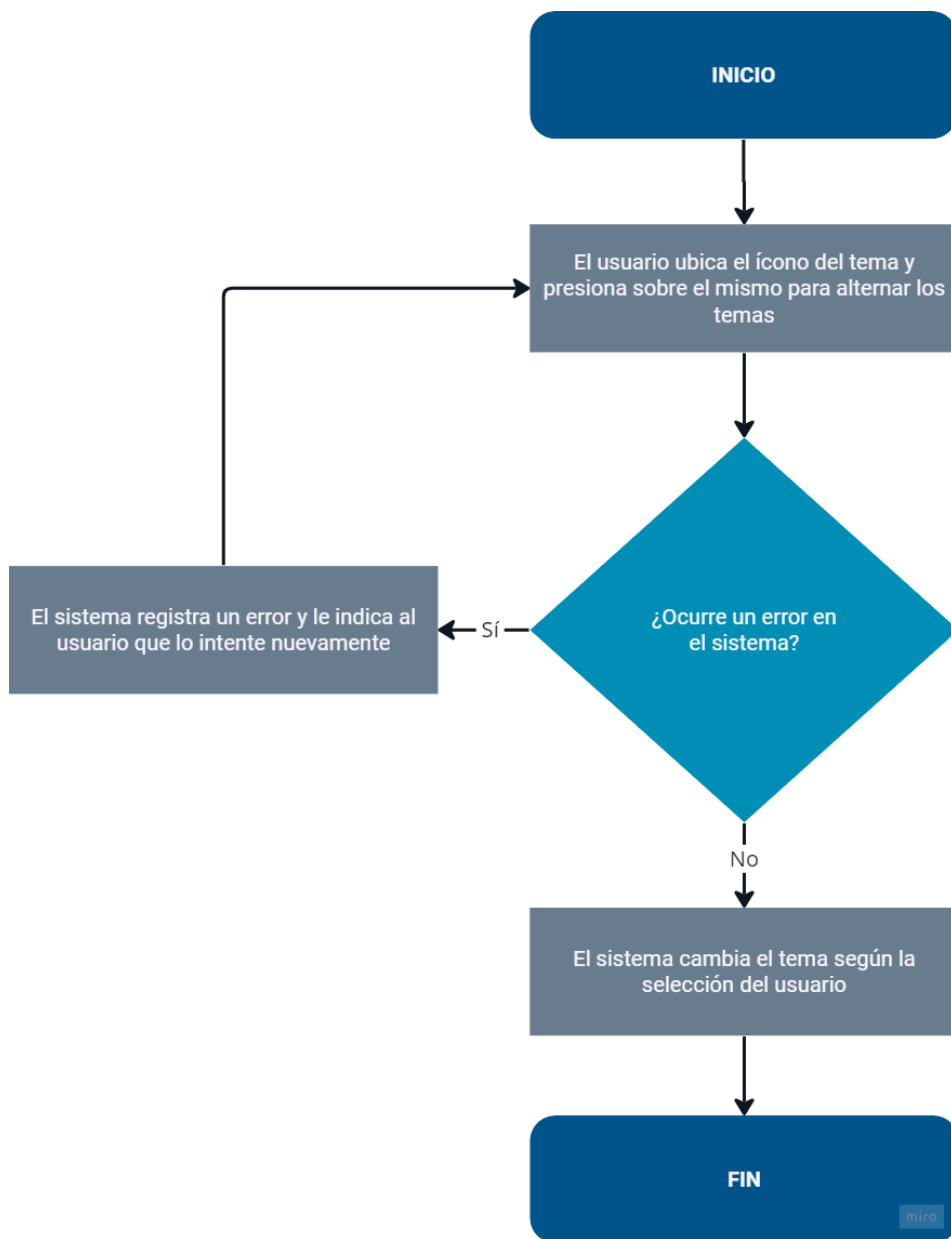 INICIO
El usuario ubica el ícono del tema y
presiona sobre el mismo para alternar los
temas
¿Ocurre un error en
el sistema?
Sí
El sistema registra un error y le indica al
usuario que lo intente nuevamente
No
El sistema cambia el tema según la
selección del usuario
FIN
miro